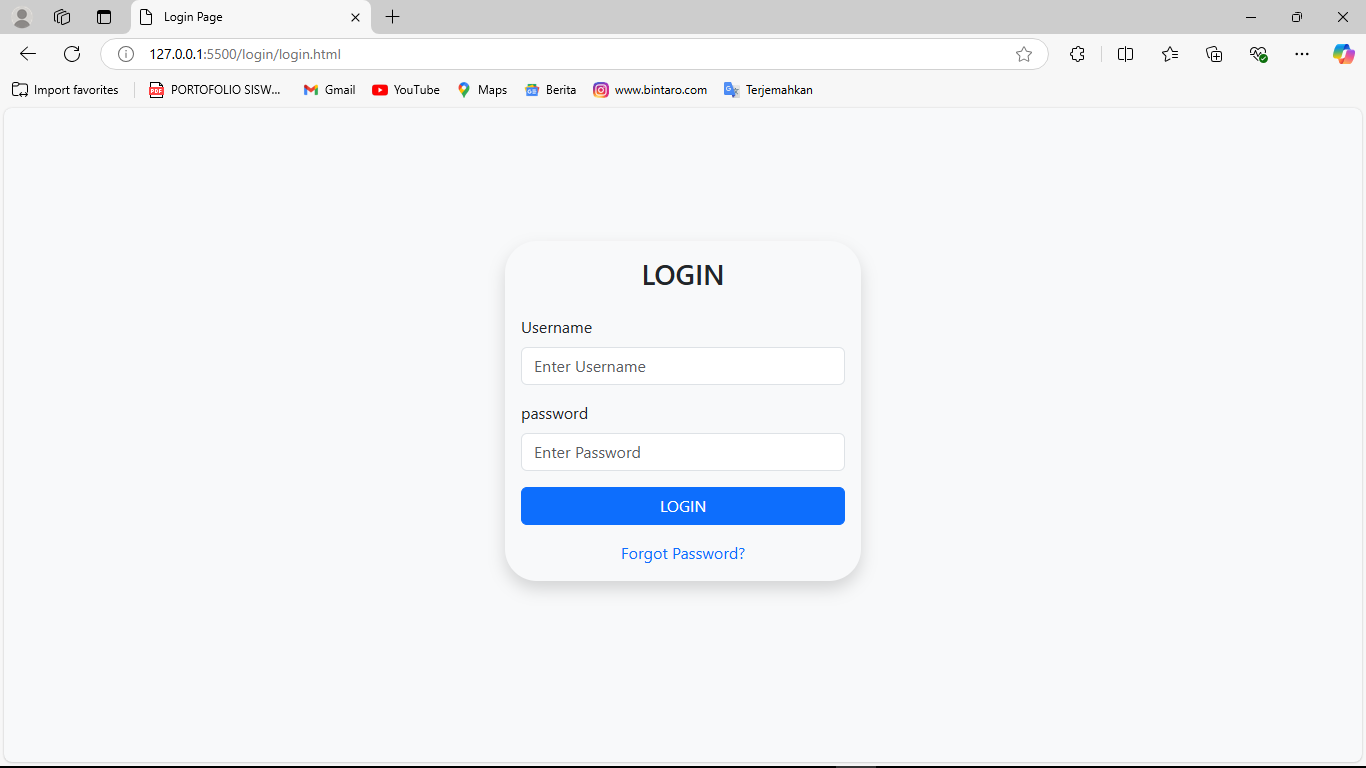 Login Page
127.0.0.1:5500/login/login.html
Import favorites PORTOFOLIO SISW... Gmail YouTube Maps Berita www.bintaro.com Terjemahkan
LOGIN
Username
Enter Username
password
Enter Password
LOGIN
Forgot Password?